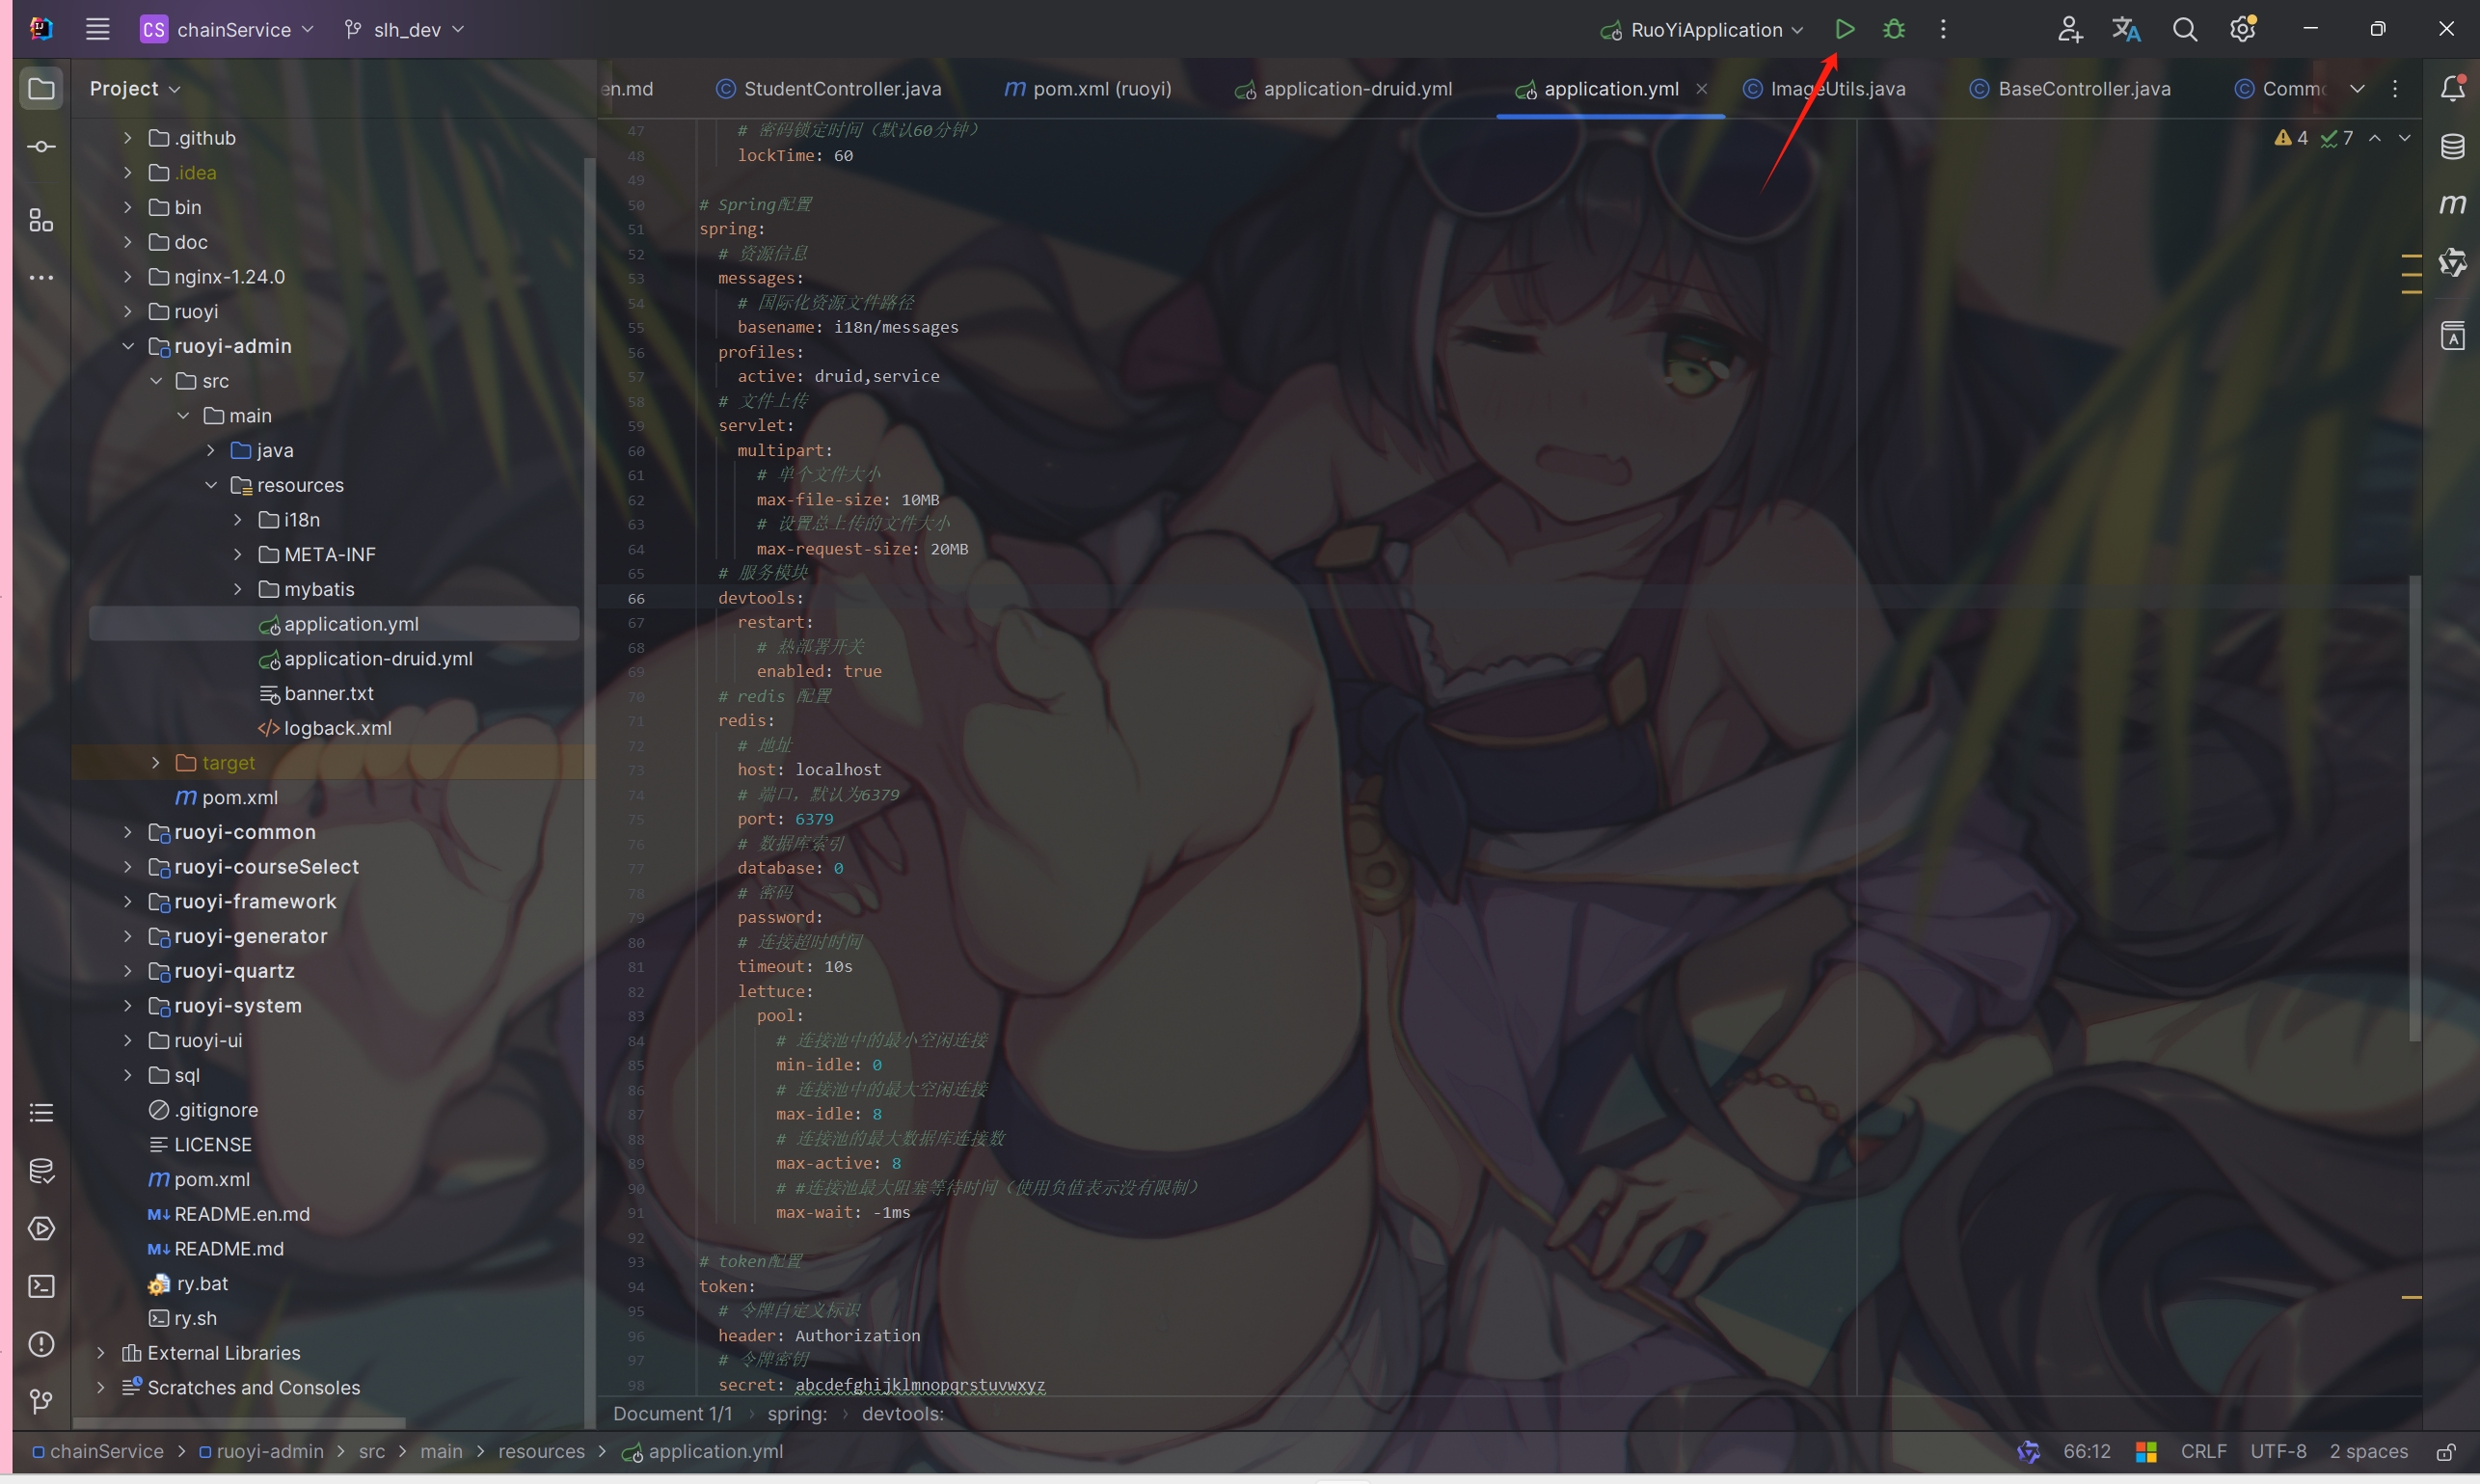 CS chainService slh_dev RuoYiApplication
Project
en.md StudentController.java pom.xml (ruoyi) application-druid.yml application.yml ImageUtils.java BaseController.java
.github
.idea
bin
doc
nginx-1.24.0
ruoyi
ruoyi-admin
src
main
java
resources
i18n
META-INF
mybatis
application.yml
application-druid.yml
banner.txt
logback.xml
target
pom.xml
ruoyi-common
ruoyi-courseSelect
ruoyi-framework
ruoyi-generator
ruoyi-quartz
ruoyi-system
ruoyi-ui
sql
.gitignore
LICENSE
pom.xml
README.en.md
README.md
ry.bat
ry.sh
External Libraries
Scratches and Consoles
4 7
47 # 密码锁定时间（默认60分钟）
48 lockTime: 60
49
50 # Spring配置
51 spring:
52 # 资源信息
53 messages:
54 # 国际化资源文件路径
55 basename: i18n/messages
56 profiles:
57 active: druid,service
58 # 文件上传
59 servlet:
60 multipart:
61 # 单个文件大小
62 max-file-size: 10MB
63 # 设置总上传的文件大小
64 max-request-size: 20MB
65 # 服务模块
66 devtools:
67 restart:
68 # 热部署开关
69 enabled: true
70 # redis 配置
71 redis:
72 # 地址
73 host: localhost
74 # 端口，默认为6379
75 port: 6379
76 # 数据库索引
77 database: 0
78 # 密码
79 password:
80 # 连接超时时间
81 timeout: 10s
82 lettuce:
83 pool:
84 # 连接池中的最小空闲连接
85 min-idle: 0
86 # 连接池中的最大空闲连接
87 max-idle: 8
88 # 连接池的最大数据库连接数
89 max-active: 8
90 # #连接池最大阻塞等待时间（使用负值表示没有限制）
91 max-wait: -1ms
92
93 # token配置
94 token:
95 # 令牌自定义标识
96 header: Authorization
97 # 令牌密钥
98 secret: abcdefghijklmnopqrstuvwxyz
Document 1/1 › spring: › devtools:
chainService > ruoyi-admin > src > main > resources > application.yml 66:12 CRLF UTF-8 2 spaces